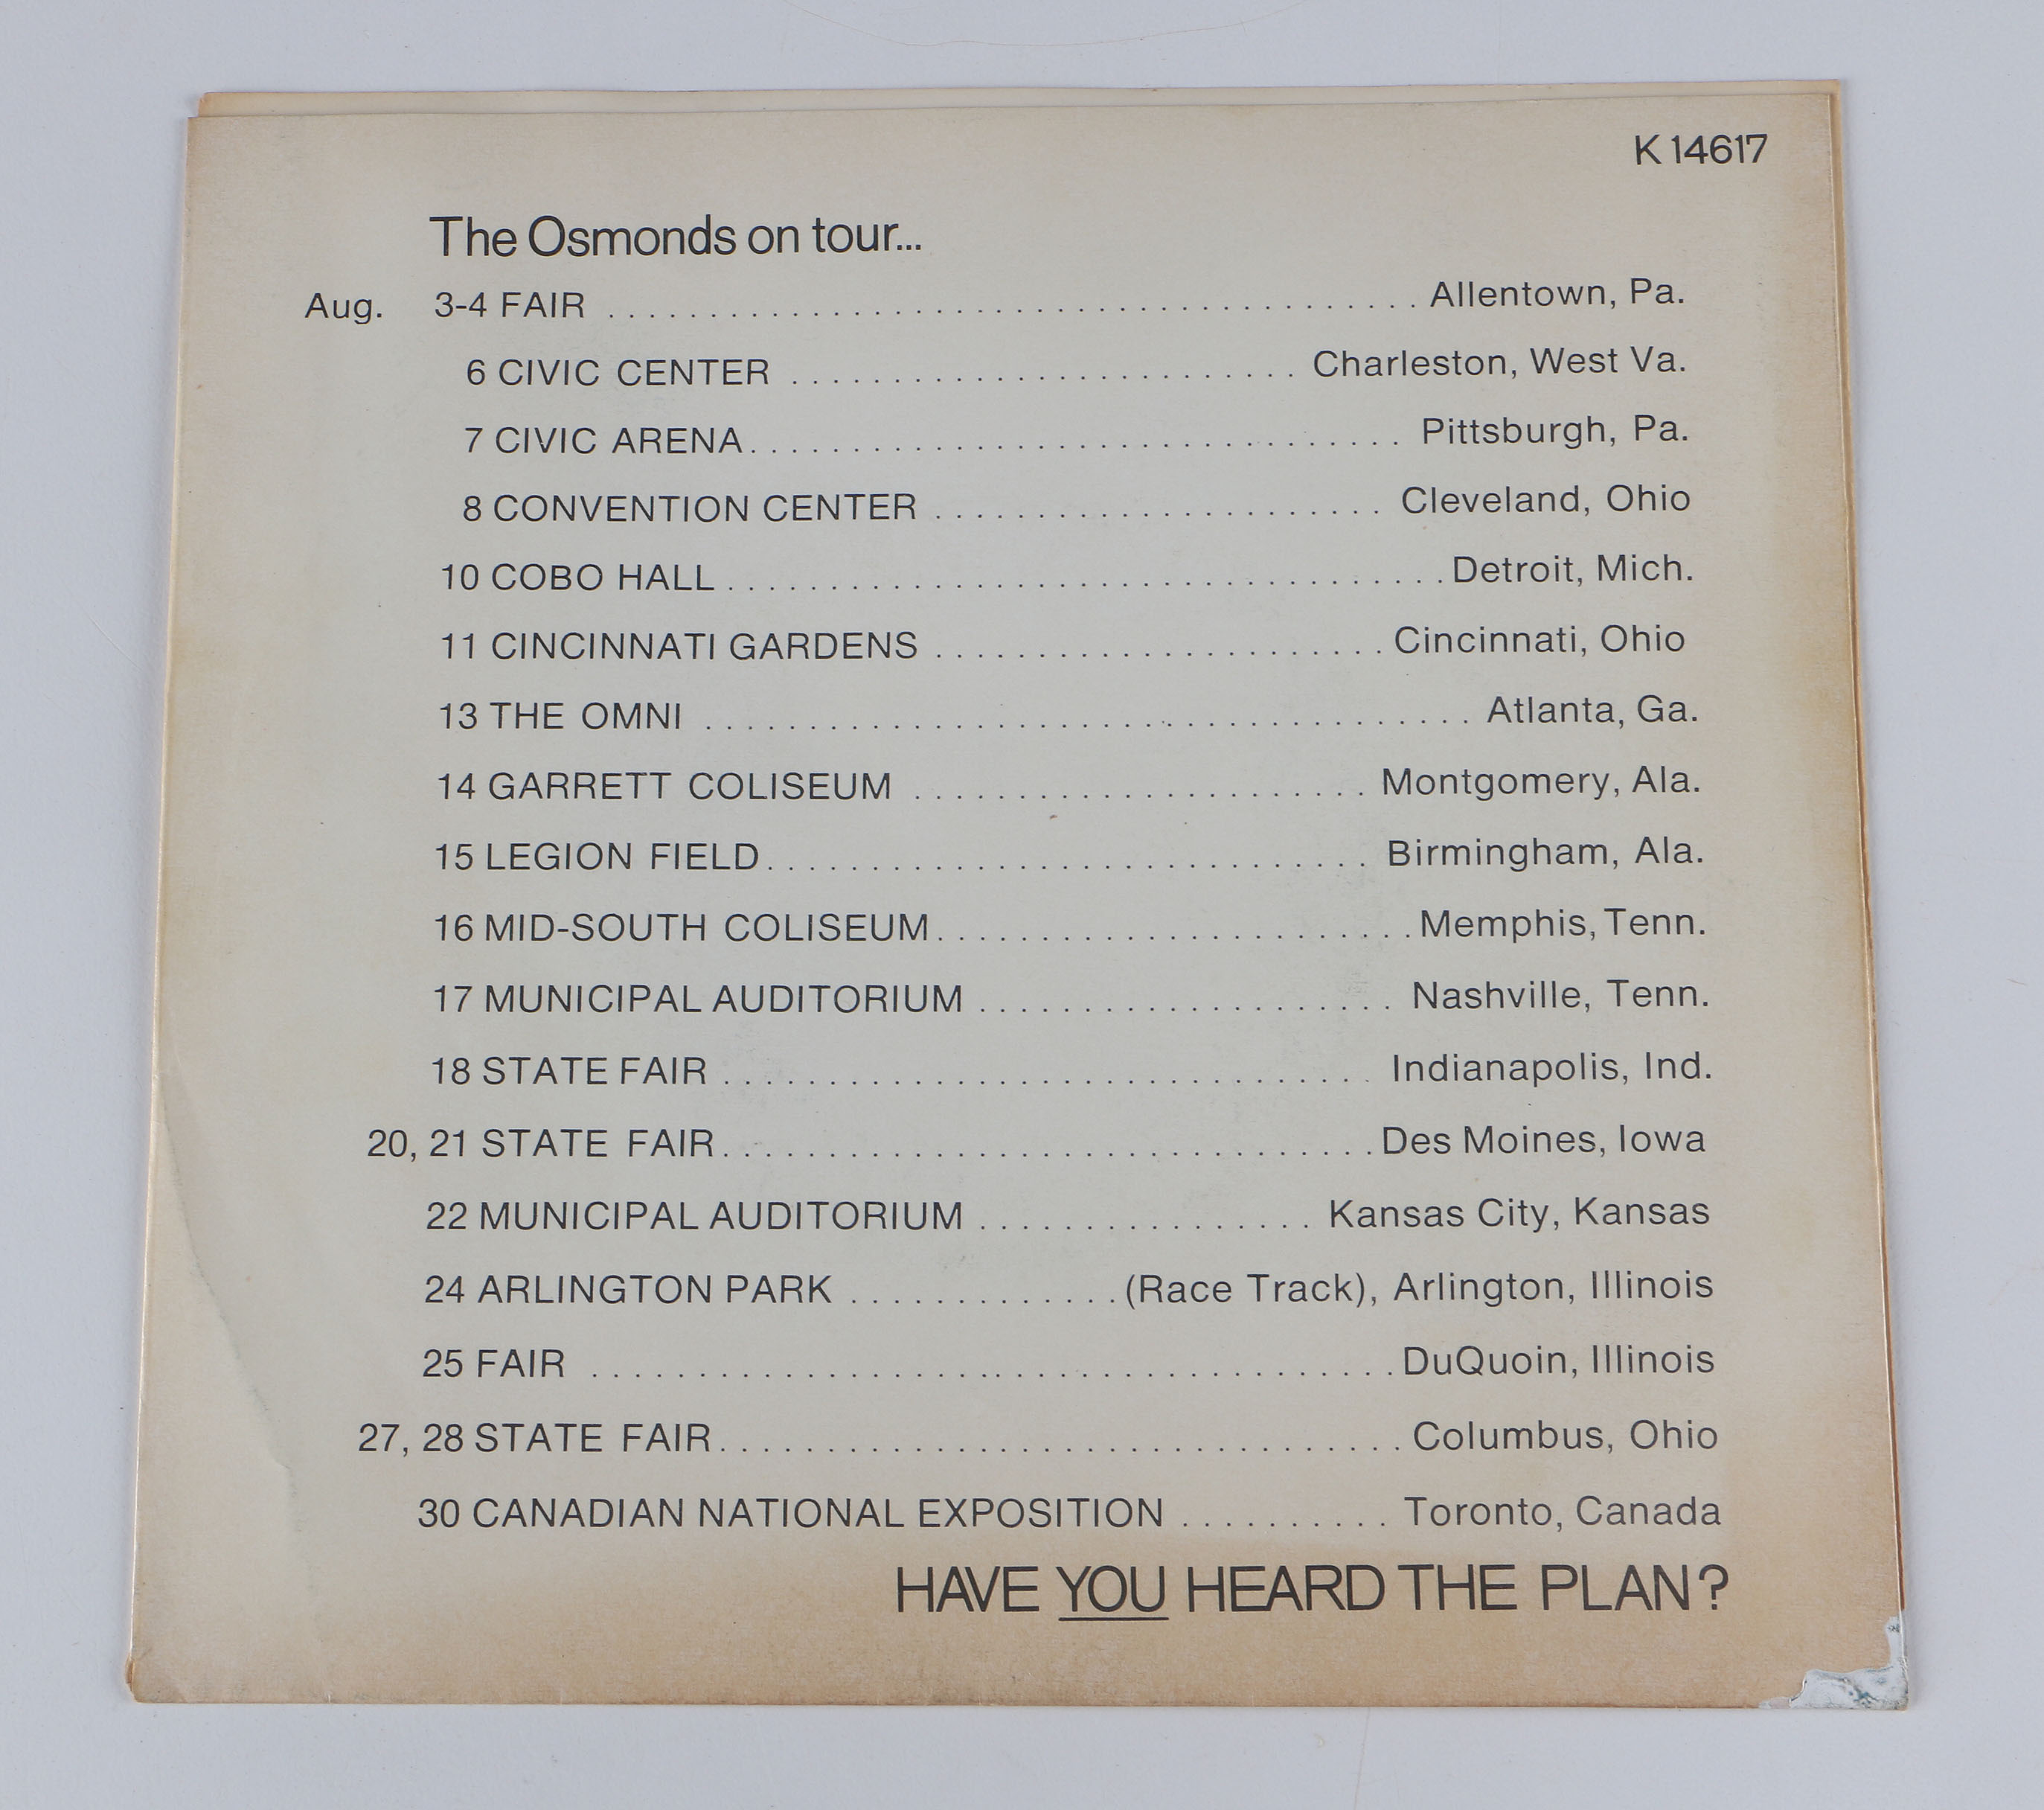 K 14617
The Osmonds on tour...
Aug. 3-4 FAIR . . . . . . . . . . . . . . . . . . . . Allentown, Pa.
6 CIVIC CENTER . . . . . . . . . . . . . . . . . . . . Charleston, West Va.
7 CIVIC ARENA . . . . . . . . . . . . . . . . . . . . Pittsburgh, Pa.
8 CONVENTION CENTER . . . . . . . . . . . . . . . . . . . . Cleveland, Ohio
10 COBO HALL . . . . . . . . . . . . . . . . . . . . Detroit, Mich.
11 CINCINNATI GARDENS . . . . . . . . . . . . . . . . . . . . Cincinnati, Ohio
13 THE OMNI . . . . . . . . . . . . . . . . . . . . Atlanta, Ga.
14 GARRETT COLISEUM . . . . . . . . . . . . . . . . . . . . Montgomery, Ala.
15 LEGION FIELD . . . . . . . . . . . . . . . . . . . . Birmingham, Ala.
16 MID-SOUTH COLISEUM . . . . . . . . . . . . . . . . . . . . Memphis, Tenn.
17 MUNICIPAL AUDITORIUM . . . . . . . . . . . . . . . . . . . . Nashville, Tenn.
18 STATE FAIR . . . . . . . . . . . . . . . . . . . . Indianapolis, Ind.
20, 21 STATE FAIR . . . . . . . . . . . . . . . . . . . . Des Moines, Iowa
22 MUNICIPAL AUDITORIUM . . . . . . . . . . . . . . . . Kansas City, Kansas
24 ARLINGTON PARK . . . . . . . . . . . . . (Race Track), Arlington, Illinois
25 FAIR . . . . . . . . . . . . . . . . . . . . DuQuoin, Illinois
27, 28 STATE FAIR . . . . . . . . . . . . . . . . . . . . Columbus, Ohio
30 CANADIAN NATIONAL EXPOSITION . . . . . . . . . . Toronto, Canada
HAVE YOU HEARD THE PLAN?